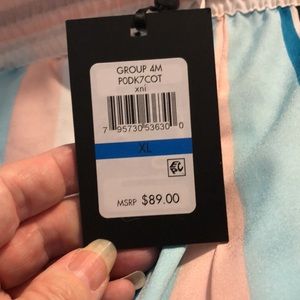 GROUP 4M
P0DK7COT
xni
7 95730 53630 0
XL
MSRP $89.00